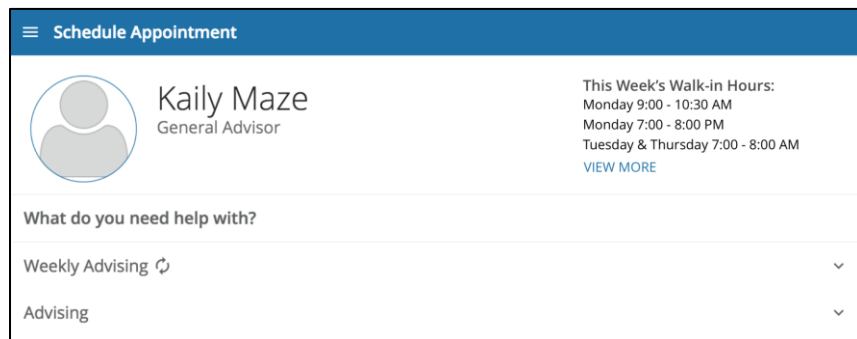 Schedule Appointment
Kaily Maze
General Advisor
This Week's Walk-in Hours:
Monday 9:00 - 10:30 AM
Monday 7:00 - 8:00 PM
Tuesday & Thursday 7:00 - 8:00 AM
VIEW MORE
What do you need help with?
Weekly Advising
Advising